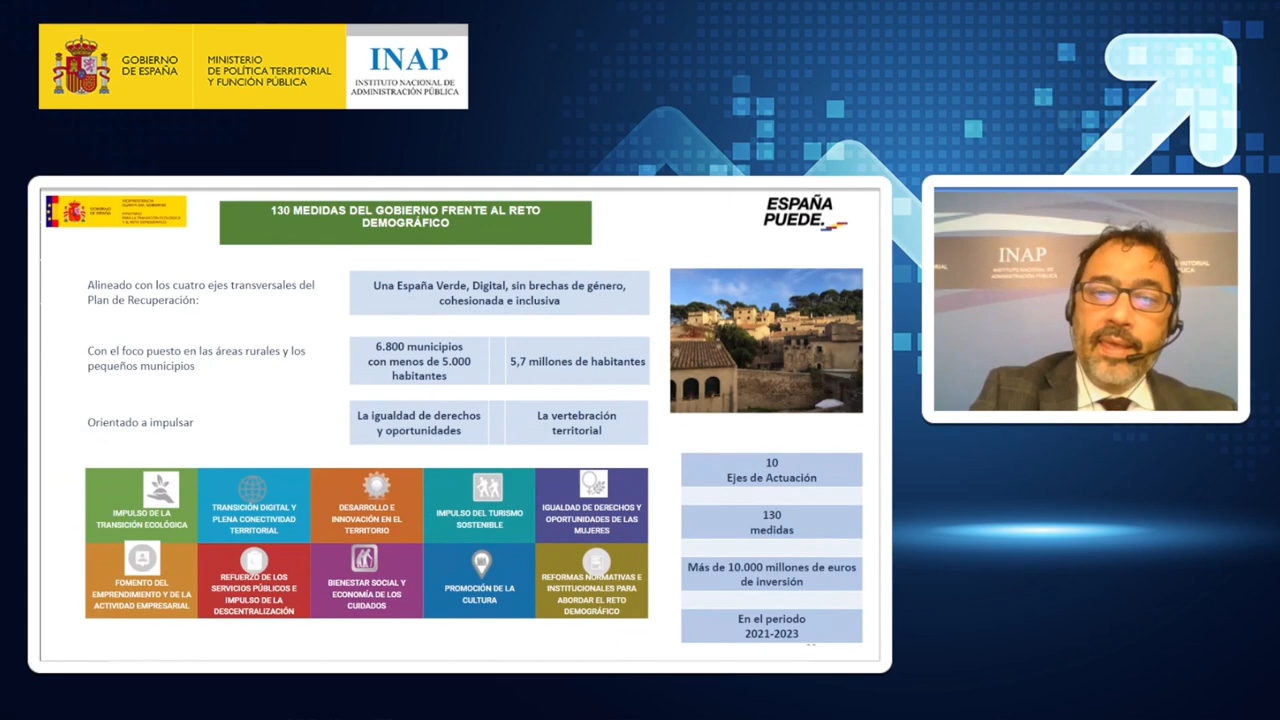 GOBIERNO
DE ESPAÑA
MINISTERIO
DE POLÍTICA TERRITORIAL
Y FUNCIÓN PÚBLICA
INAP
INSTITUTO NACIONAL DE
ADMINISTRACIÓN PÚBLICA
GOBIERNO
DE ESPAÑA
130 MEDIDAS DEL GOBIERNO FRENTE AL RETO
DEMOGRÁFICO
ESPAÑA
PUEDE.
Alineado con los cuatro ejes transversales del
Plan de Recuperación:
Una España Verde, Digital, sin brechas de género,
cohesionada e inclusiva
Con el foco puesto en las áreas rurales y los
pequeños municipios
6.800 municipios
con menos de 5.000
habitantes
5,7 millones de habitantes
Orientado a impulsar
La igualdad de derechos
y oportunidades
La vertebración
territorial
IMPULSO DE LA
TRANSICIÓN ECOLÓGICA
TRANSICIÓN DIGITAL Y
PLENA CONECTIVIDAD
TERRITORIAL
DESARROLLO E
INNOVACIÓN EN EL
TERRITORIO
IMPULSO DEL TURISMO
SOSTENIBLE
IGUALDAD DE DERECHOS Y
OPORTUNIDADES DE LAS
MUJERES
FOMENTO DEL
EMPRENDIMIENTO Y DE LA
ACTIVIDAD EMPRESARIAL
REFUERZO DE LOS
SERVICIOS PÚBLICOS E
IMPULSO DE LA
DESCENTRALIZACIÓN
BIENESTAR SOCIAL Y
ECONOMÍA DE LOS
CUIDADOS
PROMOCIÓN DE LA
CULTURA
REFORMAS NORMATIVAS E
INSTITUCIONALES PARA
ABORDAR EL RETO
DEMOGRÁFICO
10
Ejes de Actuación
130
medidas
Más de 10.000 millones de euros
de inversión
En el periodo
2021-2023
INAP
INSTITUTO NACIONAL DE